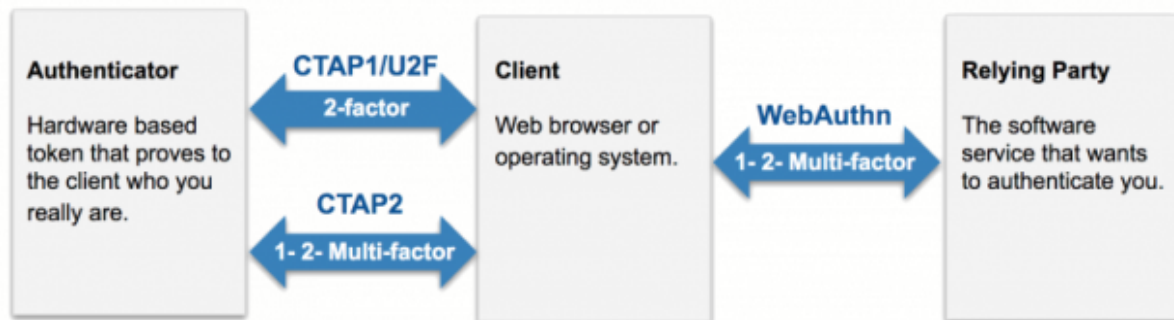 Authenticator
Hardware based
token that proves to
the client who you
really are.
CTAP1/U2F
2-factor
CTAP2
1- 2- Multi-factor
Client
Web browser or
operating system.
WebAuthn
1- 2- Multi-factor
Relying Party
The software
service that wants
to authenticate you.